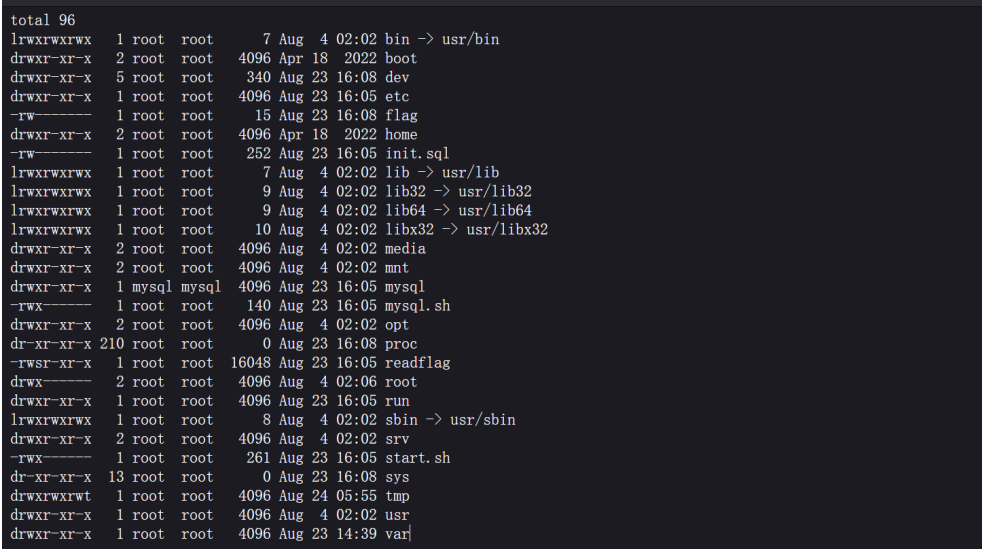 total 96
lrwxrwxrwx   1 root  root      7 Aug  4 02:02 bin -> usr/bin
drwxr-xr-x   2 root  root   4096 Apr 18  2022 boot
drwxr-xr-x   5 root  root    340 Aug 23 16:08 dev
drwxr-xr-x   1 root  root   4096 Aug 23 16:05 etc
-rw-------   1 root  root     15 Aug 23 16:08 flag
drwxr-xr-x   2 root  root   4096 Apr 18  2022 home
-rw-------   1 root  root    252 Aug 23 16:05 init.sql
lrwxrwxrwx   1 root  root      7 Aug  4 02:02 lib -> usr/lib
lrwxrwxrwx   1 root  root      9 Aug  4 02:02 lib32 -> usr/lib32
lrwxrwxrwx   1 root  root      9 Aug  4 02:02 lib64 -> usr/lib64
lrwxrwxrwx   1 root  root     10 Aug  4 02:02 libx32 -> usr/libx32
drwxr-xr-x   2 root  root   4096 Aug  4 02:02 media
drwxr-xr-x   2 root  root   4096 Aug  4 02:02 mnt
drwxr-xr-x   1 mysql mysql  4096 Aug 23 16:05 mysql
-rwx------   1 root  root    140 Aug 23 16:05 mysql.sh
drwxr-xr-x   2 root  root   4096 Aug  4 02:02 opt
dr-xr-xr-x 210 root  root      0 Aug 23 16:08 proc
-rwsr-xr-x   1 root  root  16048 Aug 23 16:05 readflag
drwx------   2 root  root   4096 Aug  4 02:06 root
drwxr-xr-x   1 root  root   4096 Aug 23 16:05 run
lrwxrwxrwx   1 root  root      8 Aug  4 02:02 sbin -> usr/sbin
drwxr-xr-x   2 root  root   4096 Aug  4 02:02 srv
-rwx------   1 root  root    261 Aug 23 16:05 start.sh
dr-xr-xr-x  13 root  root      0 Aug 23 16:08 sys
drwxrwxrwt   1 root  root   4096 Aug 24 05:55 tmp
drwxr-xr-x   1 root  root   4096 Aug  4 02:02 usr
drwxr-xr-x   1 root  root   4096 Aug 23 14:39 var